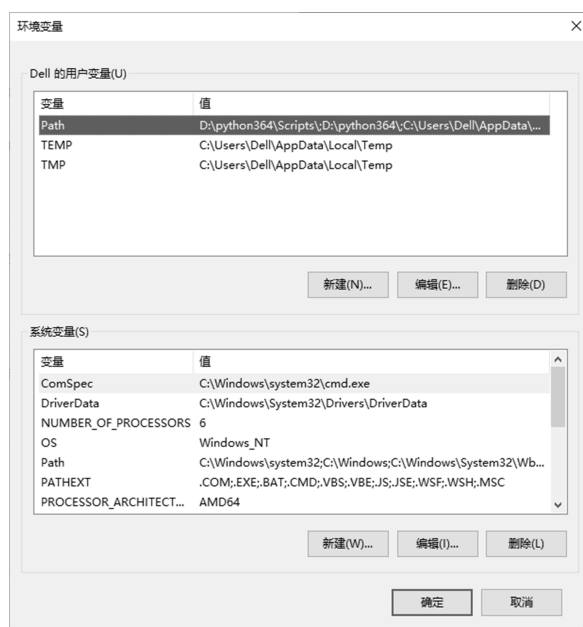 环境变量
Dell 的用户变量(U)
变量 值
Path D:\python364\Scripts\;D:\python364\;C:\Users\Dell\AppData\...
TEMP C:\Users\Dell\AppData\Local\Temp
TMP C:\Users\Dell\AppData\Local\Temp
新建(N)... 编辑(E)... 删除(D)
系统变量(S)
变量 值
ComSpec C:\Windows\system32\cmd.exe
DriverData C:\Windows\System32\Drivers\DriverData
NUMBER_OF_PROCESSORS 6
OS Windows_NT
Path C:\Windows\system32;C:\Windows;C:\Windows\System32\Wb...
PATHEXT .COM;.EXE;.BAT;.CMD;.VBS;.VBE;.JS;.JSE;.WSF;.WSH;.MSC
PROCESSOR_ARCHITECT... AMD64
新建(W)... 编辑(I)... 删除(L)
确定 取消